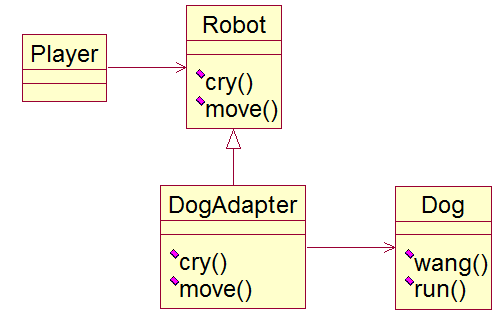 Player
Robot
cry()
move()
DogAdapter
cry()
move()
Dog
wang()
run()